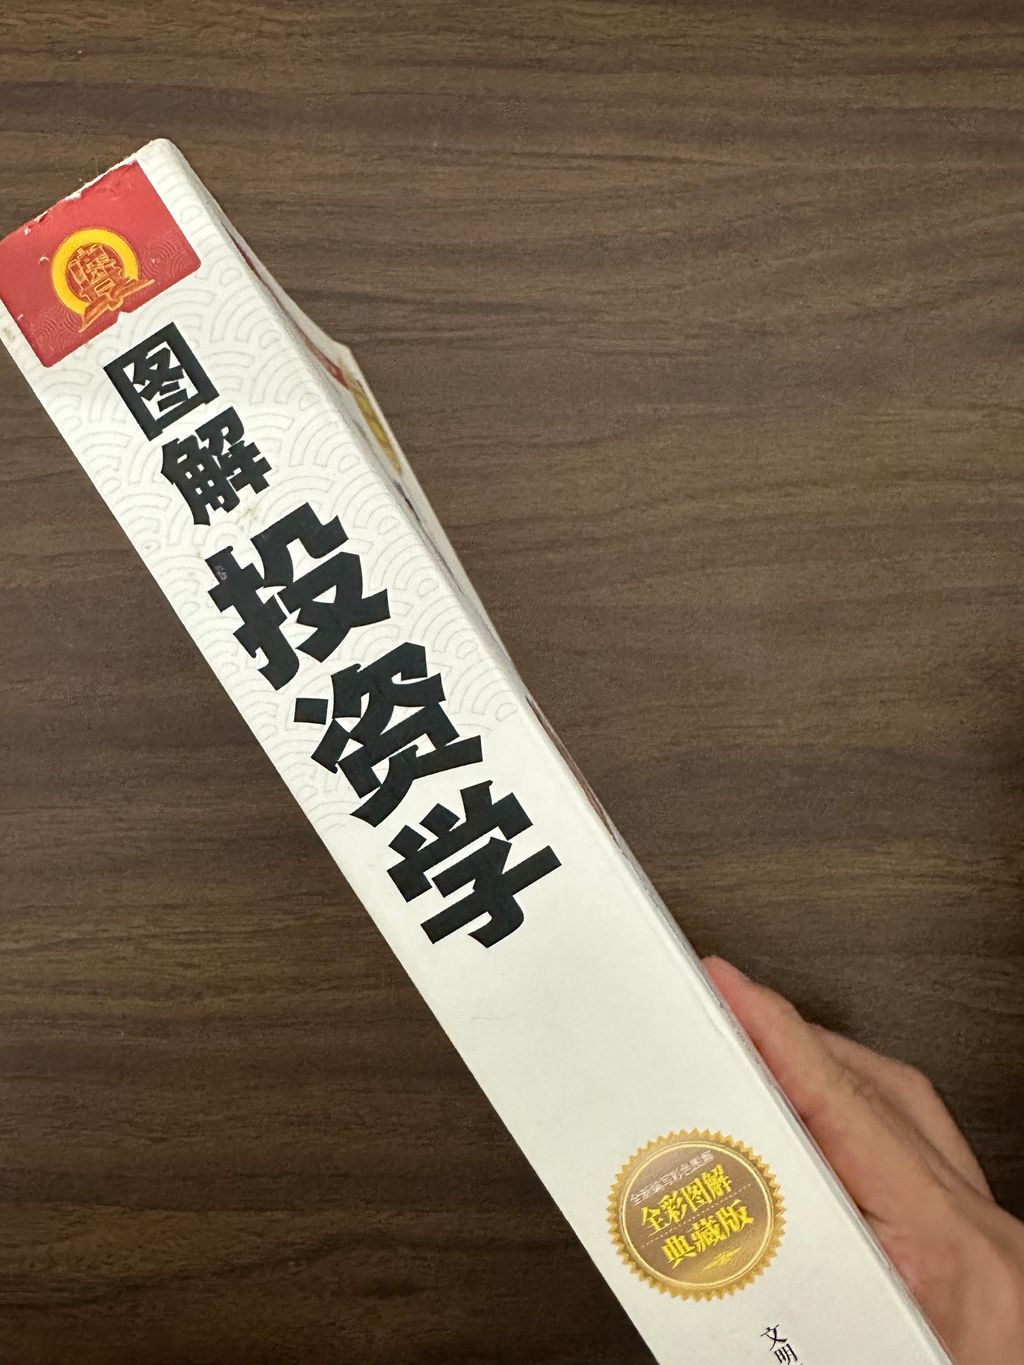 图解
投资学
全彩图解
典藏版
文明